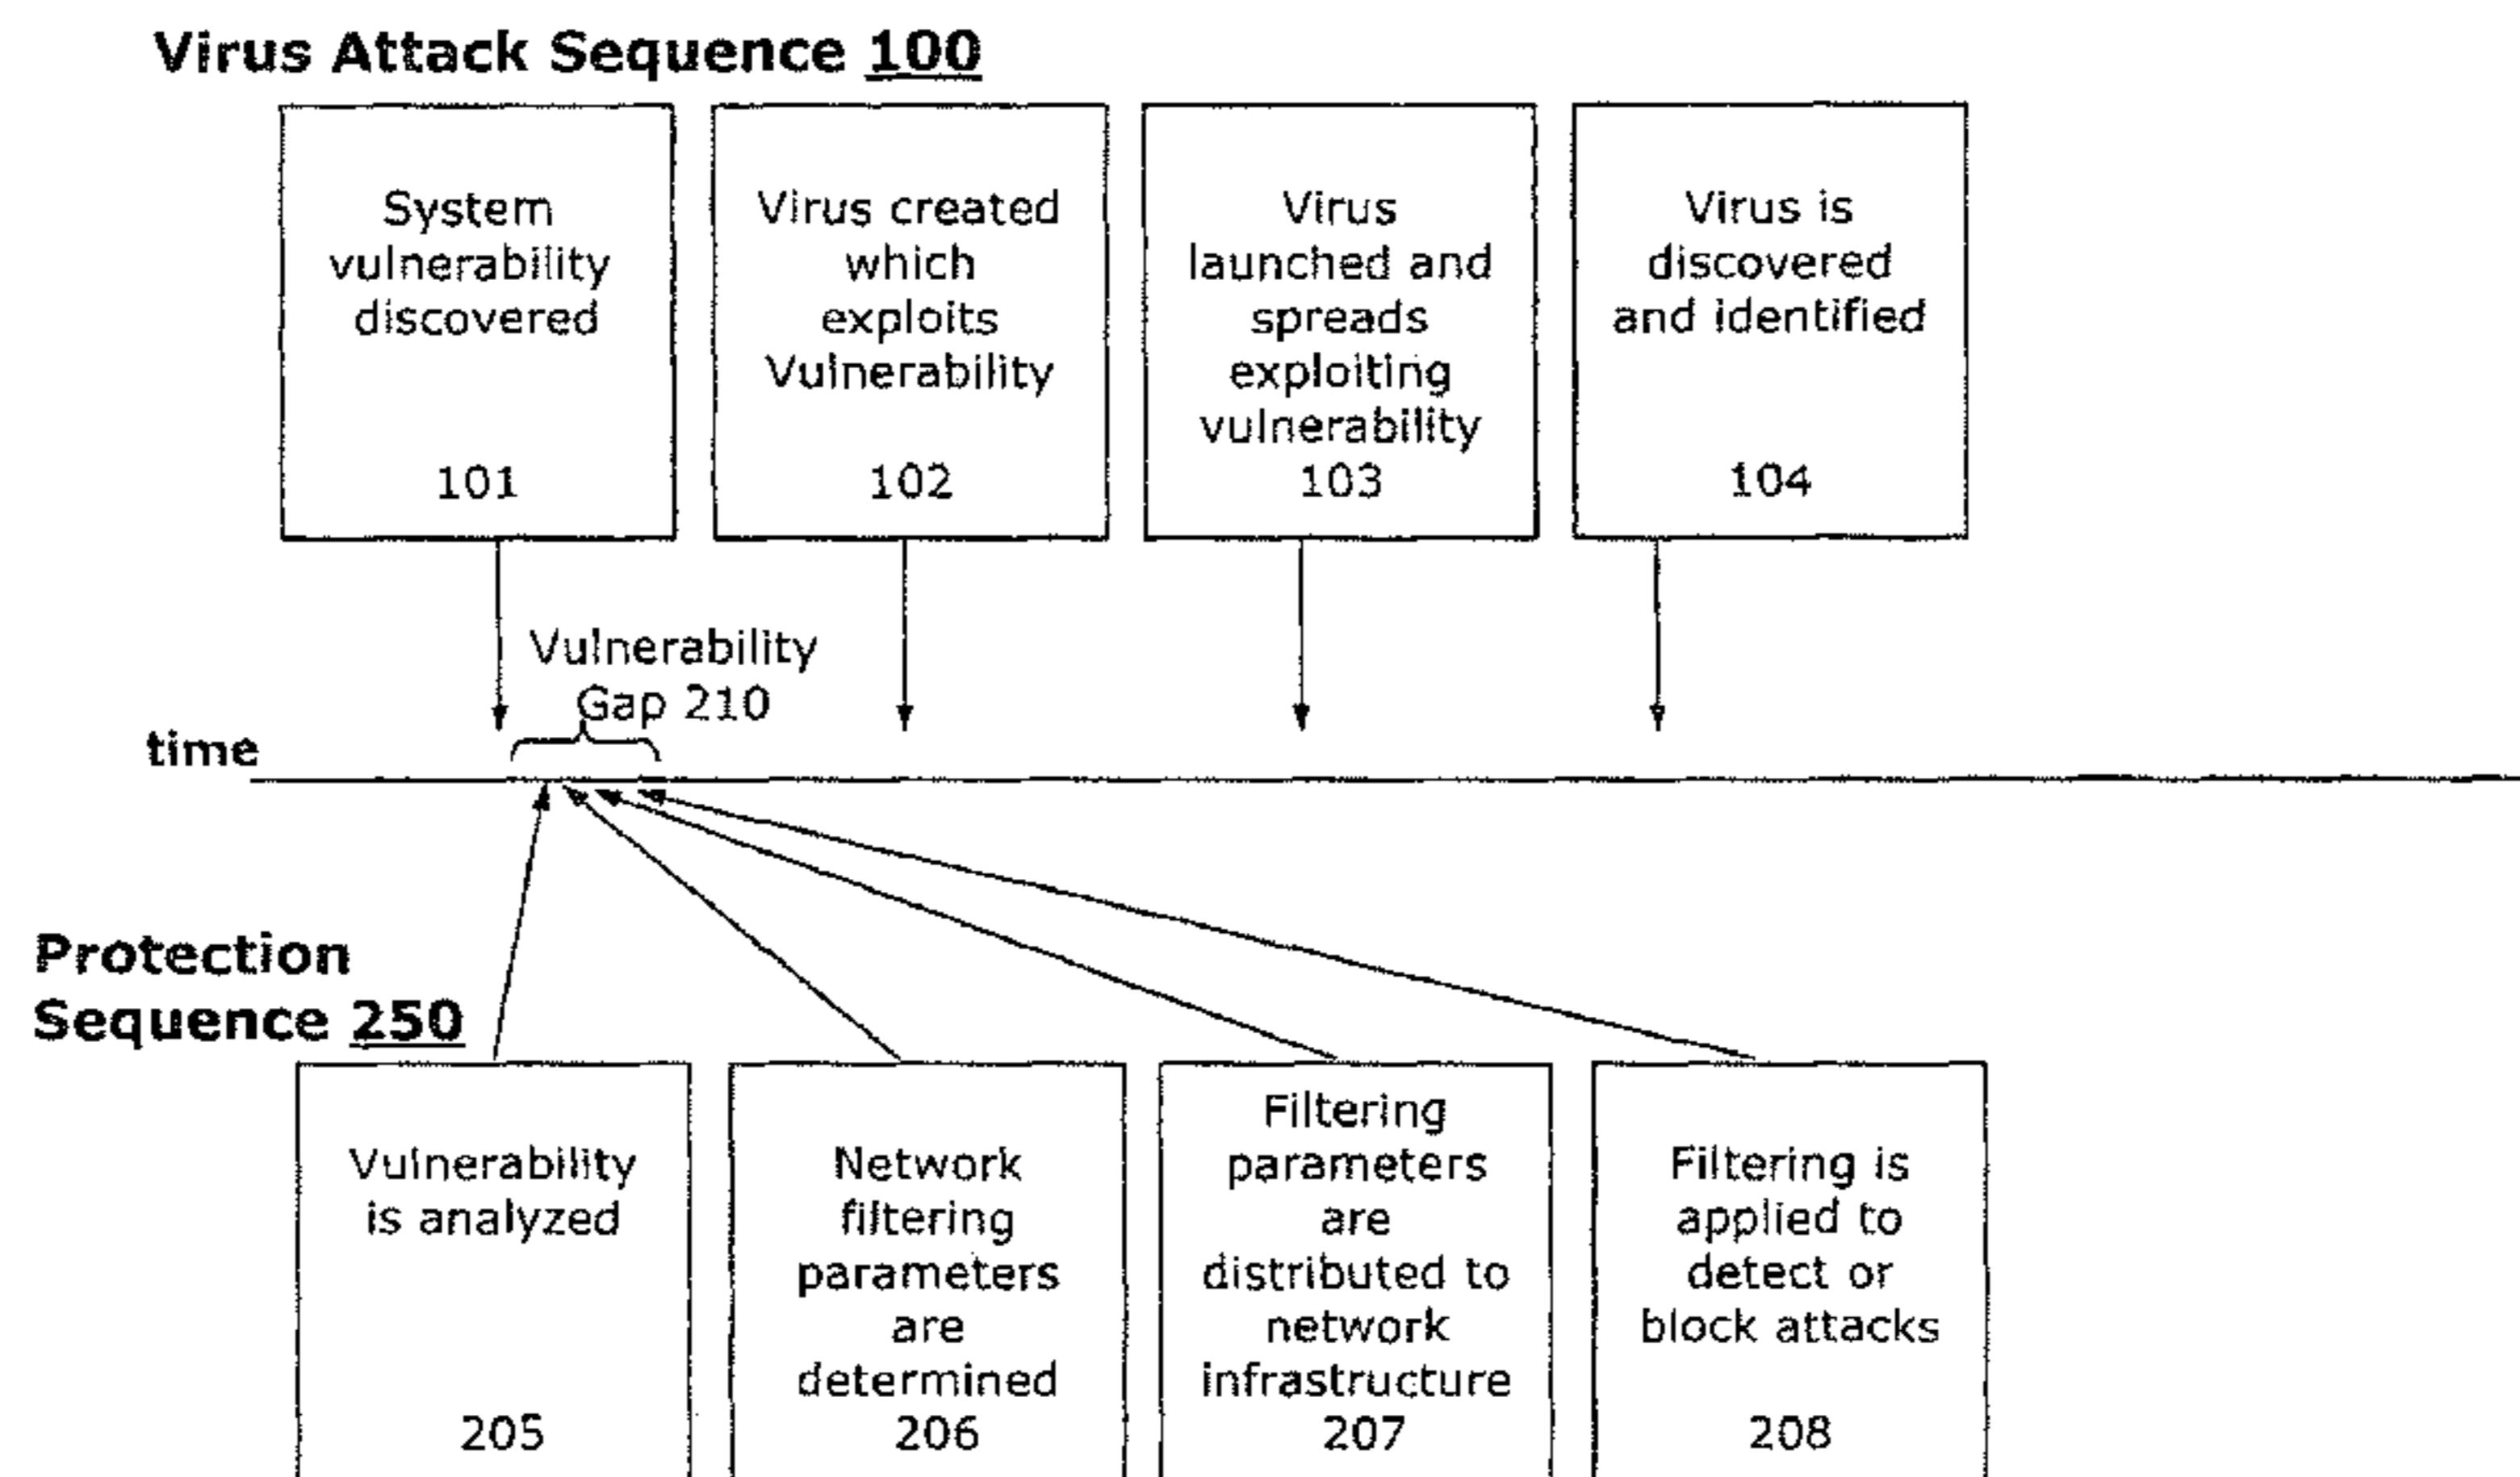 Virus Attack Sequence 100
System
vulnerability
discovered
101
Virus created
which
exploits
Vulnerability
102
Virus
launched and
spreads
exploiting
vulnerability
103
Virus is
discovered
and identified
104
Vulnerability
Gap 210
time
Protection
Sequence 250
Vulnerability
is analyzed
205
Network
filtering
parameters
are
determined
206
Filtering
parameters
are
distributed to
network
infrastructure
207
Filtering is
applied to
detect or
block attacks
208